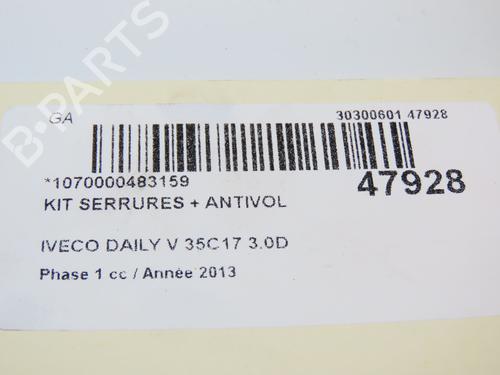 GA
30300601 47928
*1070000483159
47928
KIT SERRURES + ANTIVOL
IVECO DAILY V 35C17 3.0D
Phase 1 cc / Année 2013
B-PARTS